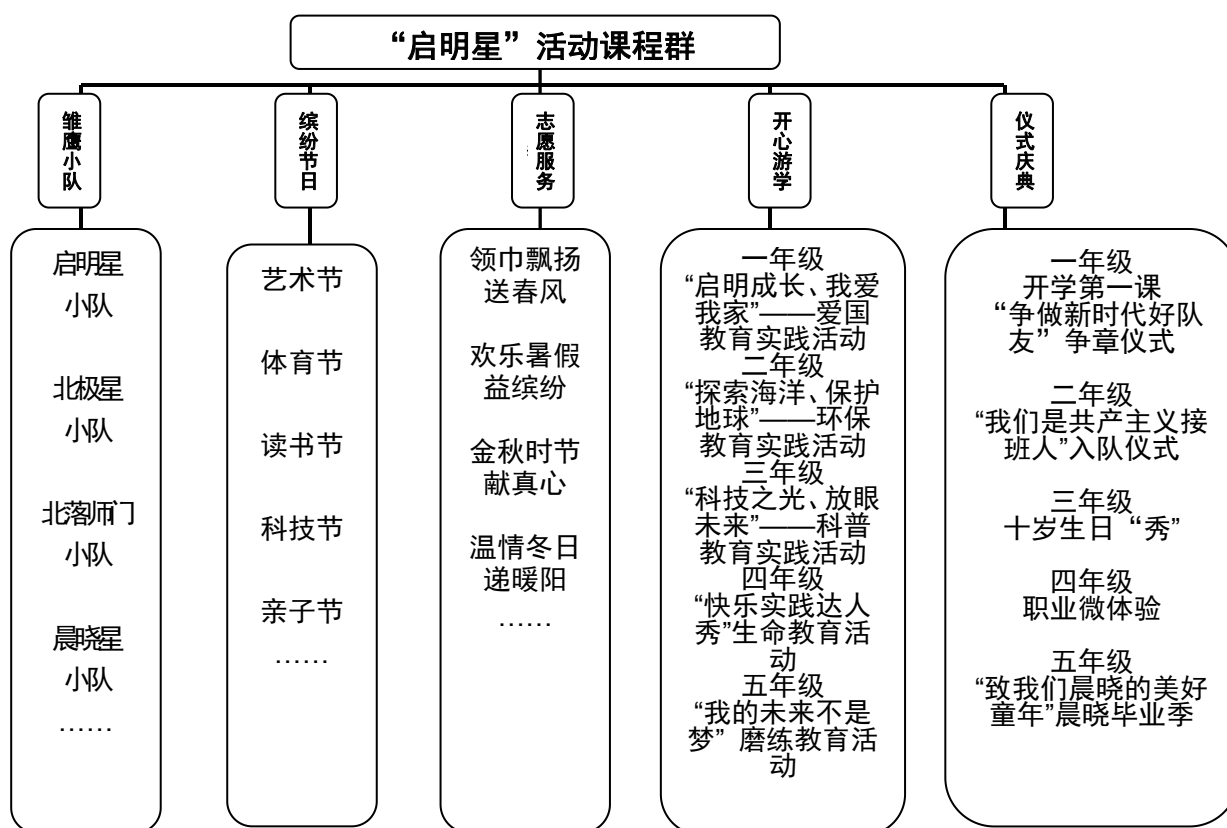 “启明星”活动课程群
雏鹰小队
缤纷节日
志愿服务
开心游学
仪式庆典
启明星
小队
北极星
小队
北落师门
小队
晨晓星
小队
……
艺术节
体育节
读书节
科技节
亲子节
……
领巾飘扬
送春风
欢乐暑假
益缤纷
金秋时节
献真心
温情冬日
递暖阳
……
一年级
“启明成长、我爱
我家”——爱国
教育实践活动
二年级
“探索海洋、保护
地球”——环保
教育实践活动
三年级
“科技之光、放眼
未来”——科普
教育实践活动
四年级
“快乐实践达人
秀”生命教育活
动
五年级
“我的未来不是
梦” 磨练教育活
动
一年级
开学第一课
“争做新时代好队
友” 争章仪式
二年级
“我们是共产主义接
班人”入队仪式
三年级
十岁生日 “秀”
四年级
职业微体验
五年级
“致我们晨晓的美好
童年”晨晓毕业季